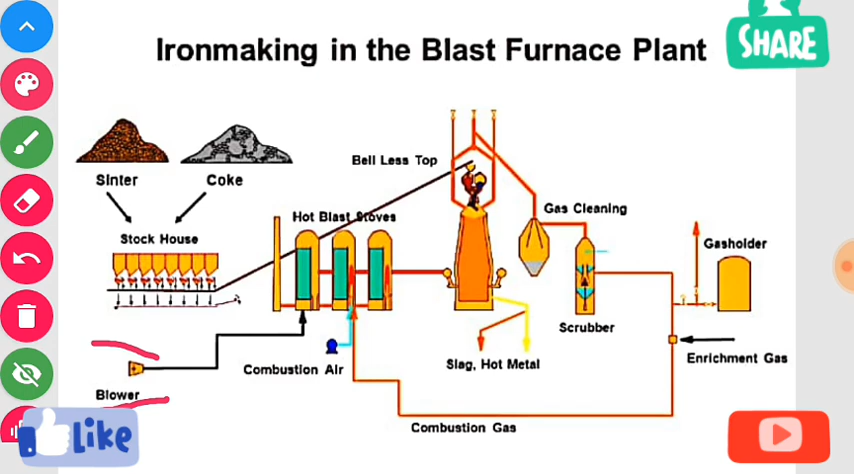 Ironmaking in the Blast Furnace Plant
SHARE
Bell Less Top
Sinter
Coke
Hot Blast Stoves
Gas Cleaning
Stock House
Gasholder
Scrubber
Enrichment Gas
Combustion Air
Slag, Hot Metal
Blower
Combustion Gas
Like